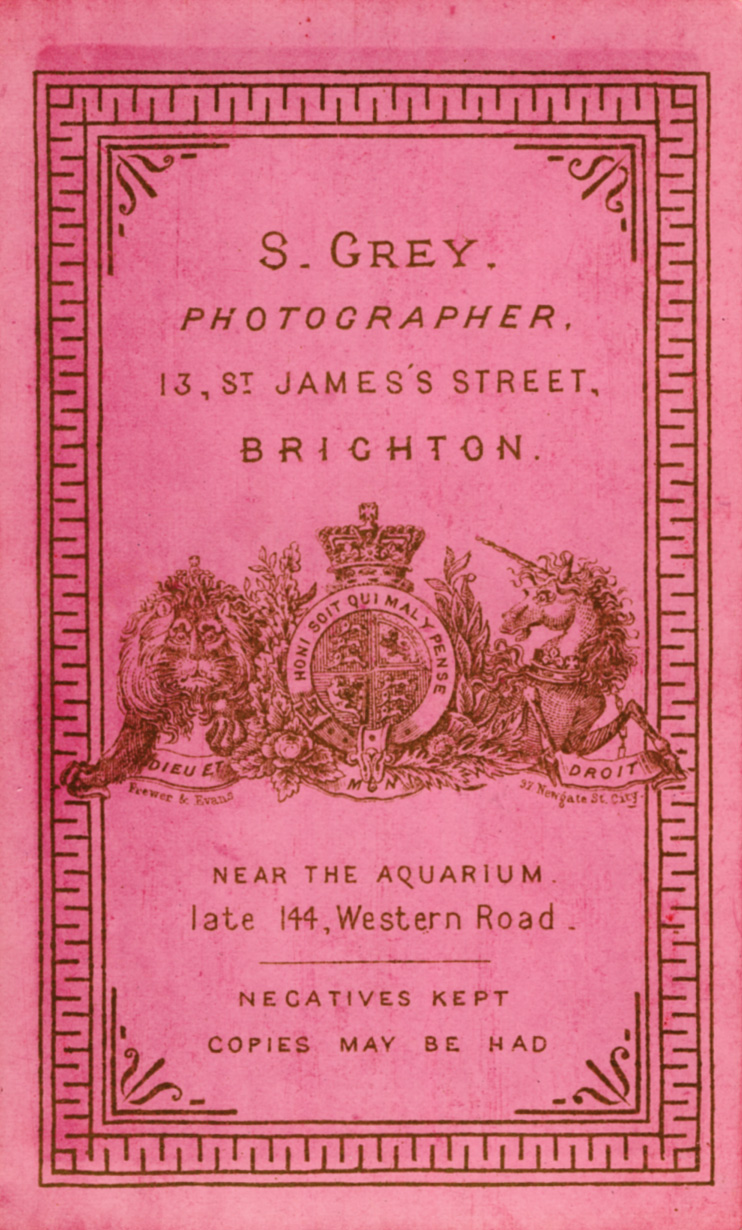 S. GREY.
PHOTOGRAPHER,
13, ST JAMES'S STREET,
BRIGHTON.
HONI SOIT QUI MAL Y PENSE
DIEU ET
MON
DROIT
Frewer & Evans
37 Newgate St. City.
NEAR THE AQUARIUM.
late 144, Western Road.
NEGATIVES KEPT
COPIES MAY BE HAD